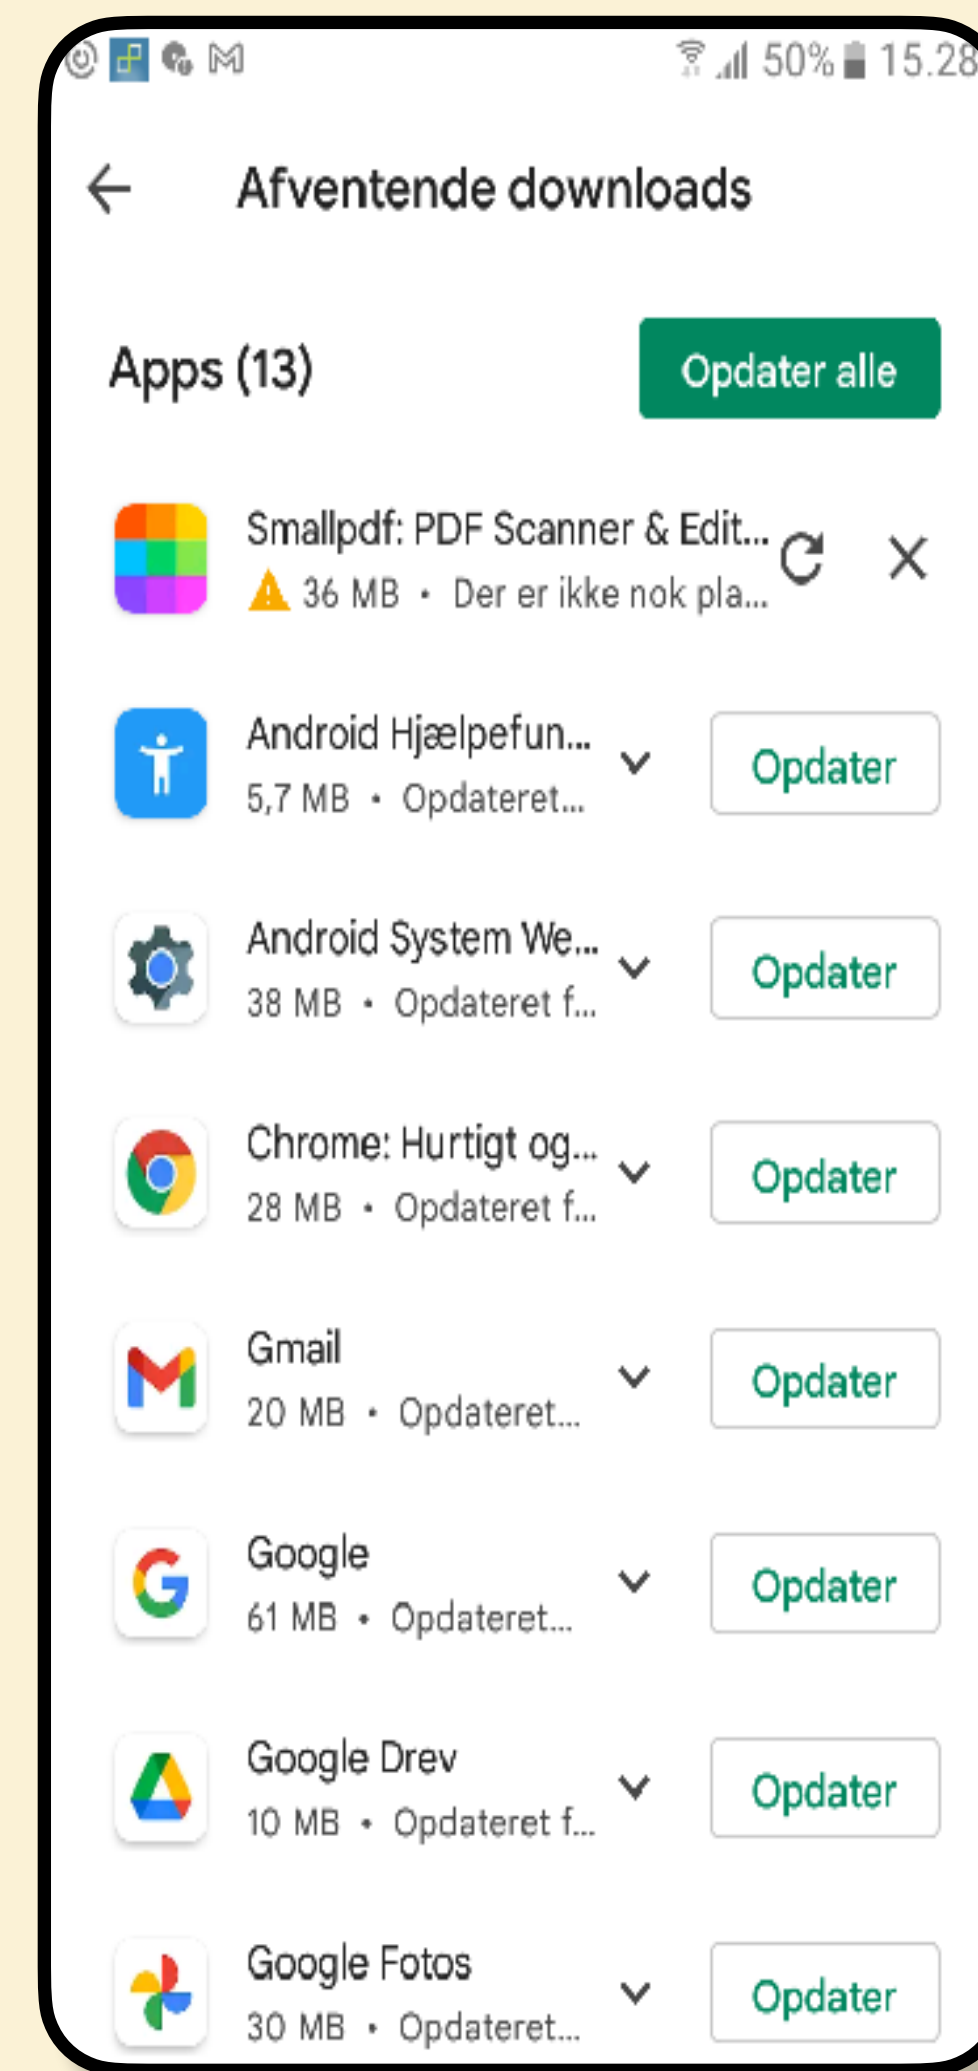 50% 15.28
Afventende downloads
Apps (13)
Opdater alle
Smallpdf: PDF Scanner & Edit...
36 MB • Der er ikke nok pla...
Android Hjælpefun...
5,7 MB • Opdateret...
Opdater
Android System We...
38 MB • Opdateret f...
Opdater
Chrome: Hurtigt og...
28 MB • Opdateret f...
Opdater
Gmail
20 MB • Opdateret...
Opdater
Google
61 MB • Opdateret...
Opdater
Google Drev
10 MB • Opdateret f...
Opdater
Google Fotos
30 MB • Opdateret...
Opdater